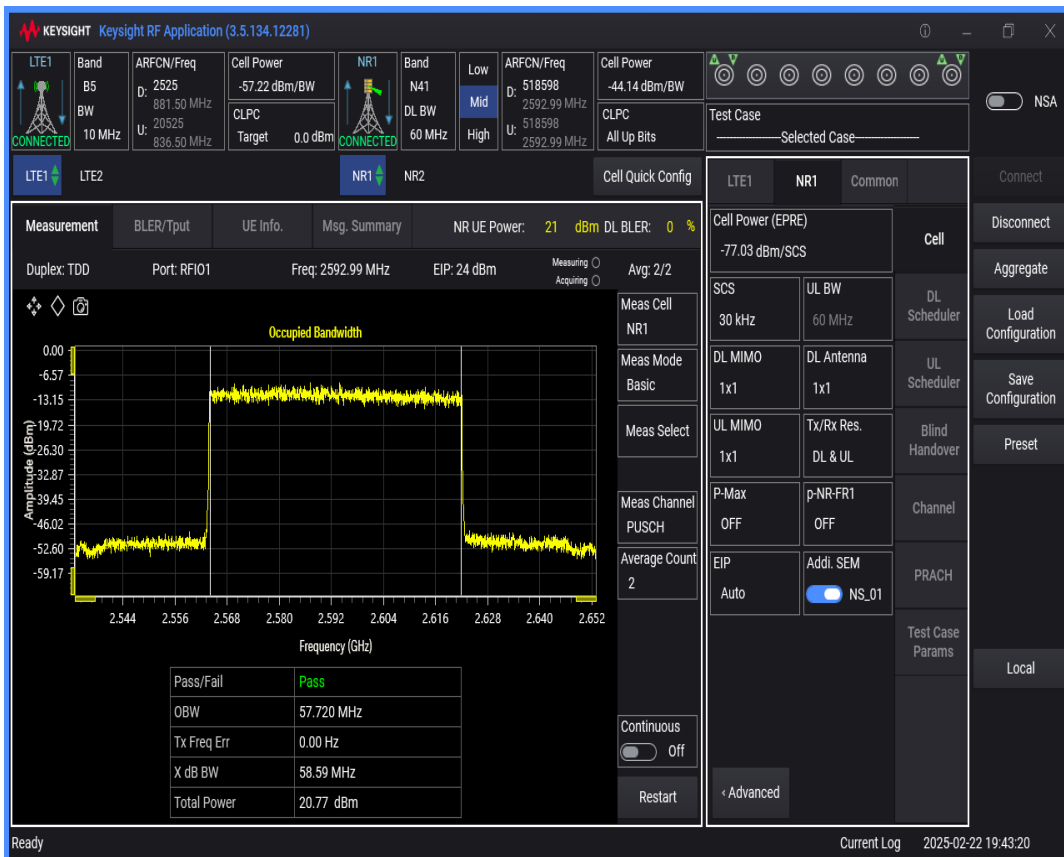 KEYSIGHT Keysight RF Application (3.5.134.12281)
LTE1
CONNECTED
Band
B5
BW
10 MHz
ARFCN/Freq
D: 2525
881.50 MHz
U: 20525
836.50 MHz
Cell Power
-57.22 dBm/BW
CLPC
Target 0.0 dBm
NR1
CONNECTED
Band
N41
DL BW
60 MHz
Low
Mid
High
ARFCN/Freq
D: 518598
2592.99 MHz
U: 518598
2592.99 MHz
Cell Power
-44.14 dBm/BW
CLPC
All Up Bits
Test Case
Selected Case
NSA
LTE1 LTE2 NR1 NR2 Cell Quick Config
Measurement BLER/Tput UE Info. Msg. Summary NR UE Power: 21 dBm DL BLER: 0 %
Duplex: TDD Port: RFIO1 Freq: 2592.99 MHz EIP: 24 dBm Measuring Acquiring Avg: 2/2
Occupied Bandwidth
Amplitude (dBm)
0.00
-6.57
-13.15
-19.72
-26.30
-32.87
-39.45
-46.02
-52.60
-59.17
2.544 2.556 2.568 2.580 2.592 2.604 2.616 2.628 2.640 2.652
Frequency (GHz)
Pass/Fail Pass
OBW 57.720 MHz
Tx Freq Err 0.00 Hz
X dB BW 58.59 MHz
Total Power 20.77 dBm
Meas Cell
NR1
Meas Mode
Basic
Meas Select
Meas Channel
PUSCH
Average Count
2
Continuous
Off
Restart
LTE1 NR1 Common
Cell Power (EPRE)
-77.03 dBm/SCS
SCS
30 kHz
UL BW
60 MHz
DL MIMO
1x1
DL Antenna
1x1
UL MIMO
1x1
Tx/Rx Res.
DL & UL
P-Max
OFF
p-NR-FR1
OFF
EIP
Auto
Addi. SEM
NS_01
‹ Advanced
Cell
DL
Scheduler
UL
Scheduler
Blind
Handover
Channel
PRACH
Test Case
Params
Connect
Disconnect
Aggregate
Load
Configuration
Save
Configuration
Preset
Local
Ready Current Log 2025-02-22 19:43:20